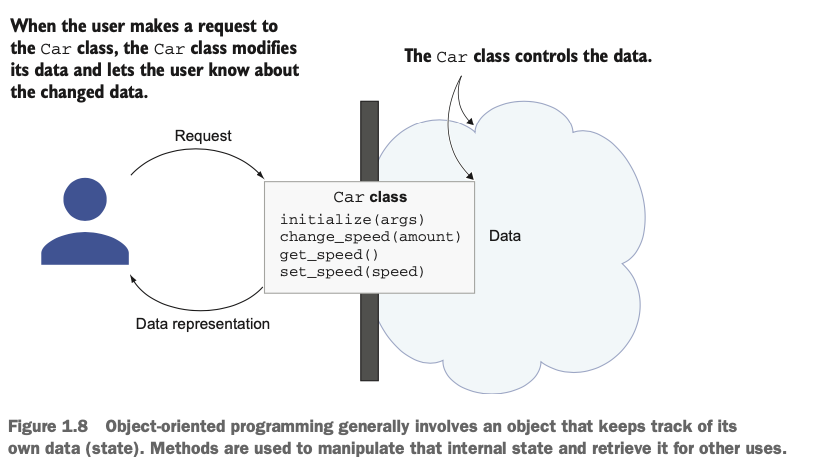 When the user makes a request to
the Car class, the Car class modifies
its data and lets the user know about
the changed data.
The Car class controls the data.
Request
Car class
initialize(args)
change_speed(amount)
get_speed()
set_speed(speed)
Data
Data representation
Figure 1.8 Object-oriented programming generally involves an object that keeps track of its
own data (state). Methods are used to manipulate that internal state and retrieve it for other uses.